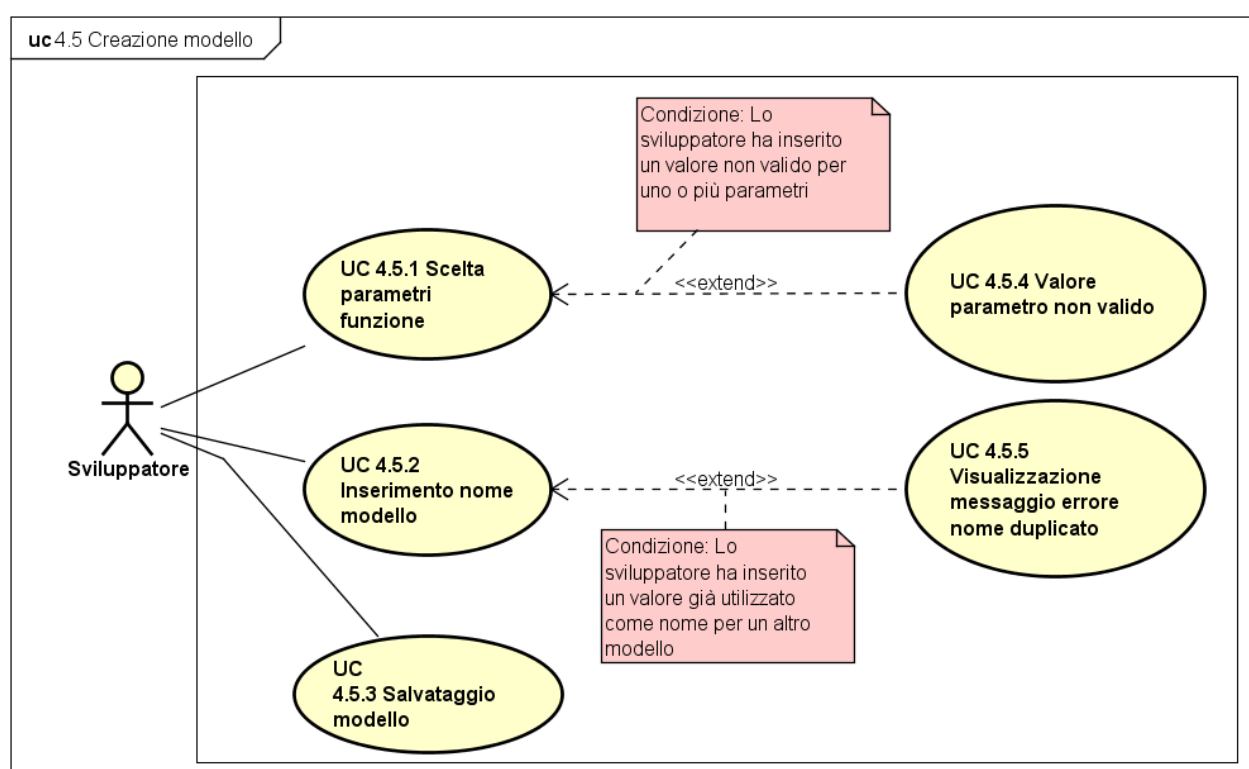 uc 4.5 Creazione modello
Condizione: Lo
sviluppatore ha inserito
un valore non valido per
uno o più parametri
UC 4.5.1 Scelta
parametri
funzione
<<extend>>
UC 4.5.4 Valore
parametro non valido
Sviluppatore
UC 4.5.2
Inserimento nome
modello
<<extend>>
UC 4.5.5
Visualizzazione
messaggio errore
nome duplicato
Condizione: Lo
sviluppatore ha inserito
un valore già utilizzato
come nome per un altro
modello
UC
4.5.3 Salvataggio
modello